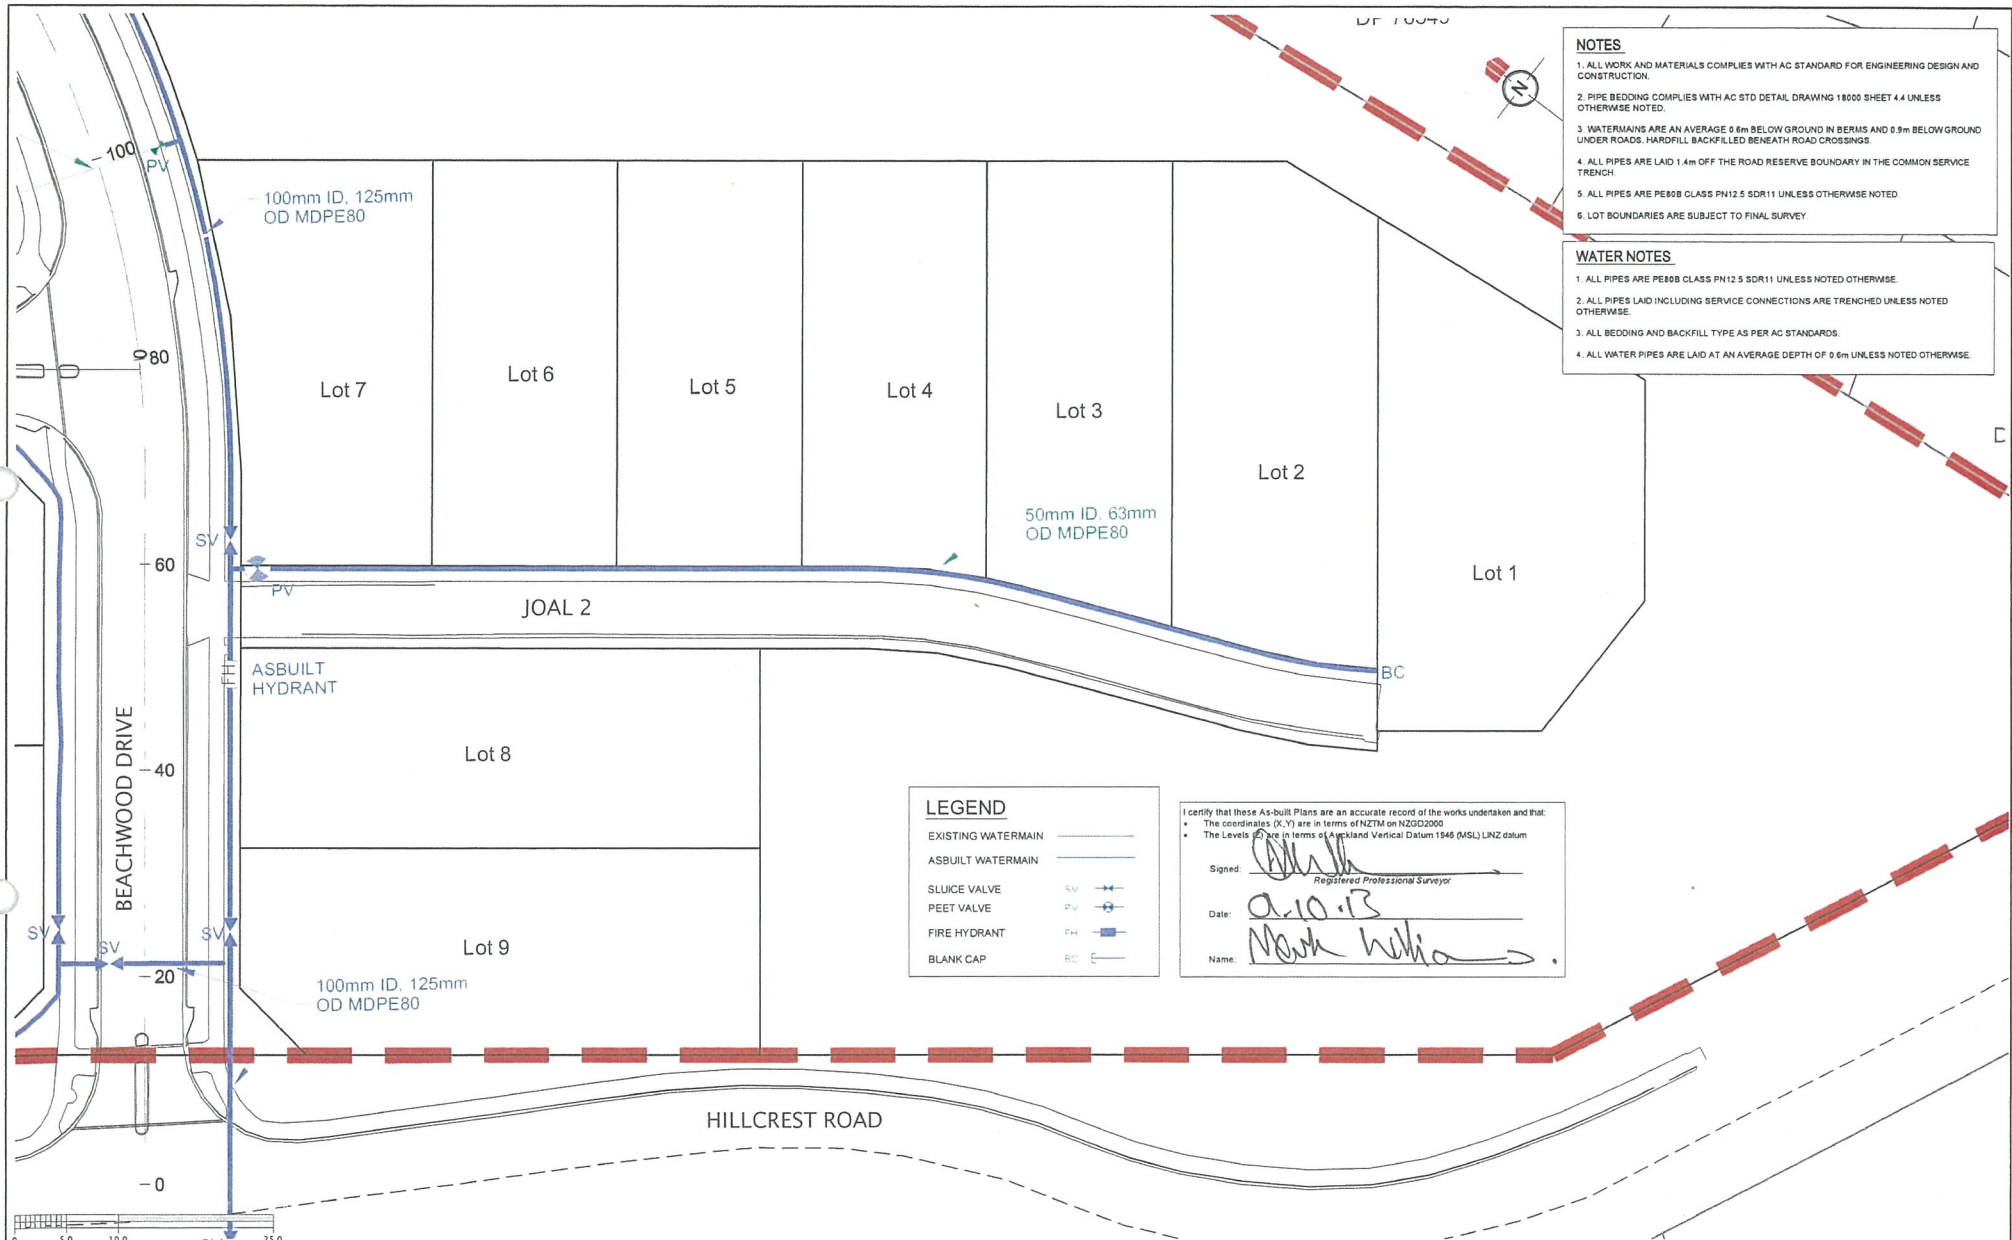 NOTES
1. ALL WORK AND MATERIALS COMPLIES WITH AC STANDARD FOR ENGINEERING DESIGN AND
CONSTRUCTION.
2. PIPE BEDDING COMPLIES WITH AC STD DETAIL DRAWING 18000 SHEET 4.4 UNLESS
OTHERWISE NOTED.
3. WATERMAINS ARE AN AVERAGE 0.6m BELOW GROUND IN BERMS AND 0.9m BELOW GROUND
UNDER ROADS. HARDFILL BACKFILLED BENEATH ROAD CROSSINGS.
4. ALL PIPES ARE LAID 1.4m OFF THE ROAD RESERVE BOUNDARY IN THE COMMON SERVICE
TRENCH.
5. ALL PIPES ARE PE80B CLASS PN12.5 SDR11 UNLESS OTHERWISE NOTED.
6. LOT BOUNDARIES ARE SUBJECT TO FINAL SURVEY.
WATER NOTES
1. ALL PIPES ARE PE80B CLASS PN12.5 SDR11 UNLESS NOTED OTHERWISE.
2. ALL PIPES LAID INCLUDING SERVICE CONNECTIONS ARE TRENCHED UNLESS NOTED
OTHERWISE.
3. ALL BEDDING AND BACKFILL TYPE AS PER AC STANDARDS.
4. ALL WATER PIPES ARE LAID AT AN AVERAGE DEPTH OF 0.6m UNLESS NOTED OTHERWISE.
N
100
PV
100mm ID, 125mm
OD MDPE80
80
Lot 7
Lot 6
Lot 5
Lot 4
Lot 3
Lot 2
Lot 1
50mm ID, 63mm
OD MDPE80
SV
60
PV
JOAL 2
BC
FH
ASBUILT
HYDRANT
BEACHWOOD DRIVE
40
Lot 8
Lot 9
SV
SV
SV
20
100mm ID, 125mm
OD MDPE80
HILLCREST ROAD
0
0 5.0 10.0 25.0
LEGEND
EXISTING WATERMAIN
ASBUILT WATERMAIN
SLUICE VALVE SV
PEET VALVE PV
FIRE HYDRANT FH
BLANK CAP BC
I certify that these As-built Plans are an accurate record of the works undertaken and that:
• The coordinates (X,Y) are in terms of NZTM on NZGD2000
• The Levels (Z) are in terms of Auckland Vertical Datum 1946 (MSL) LINZ datum
Signed:
Registered Professional Surveyor
Date:
Name: Mark